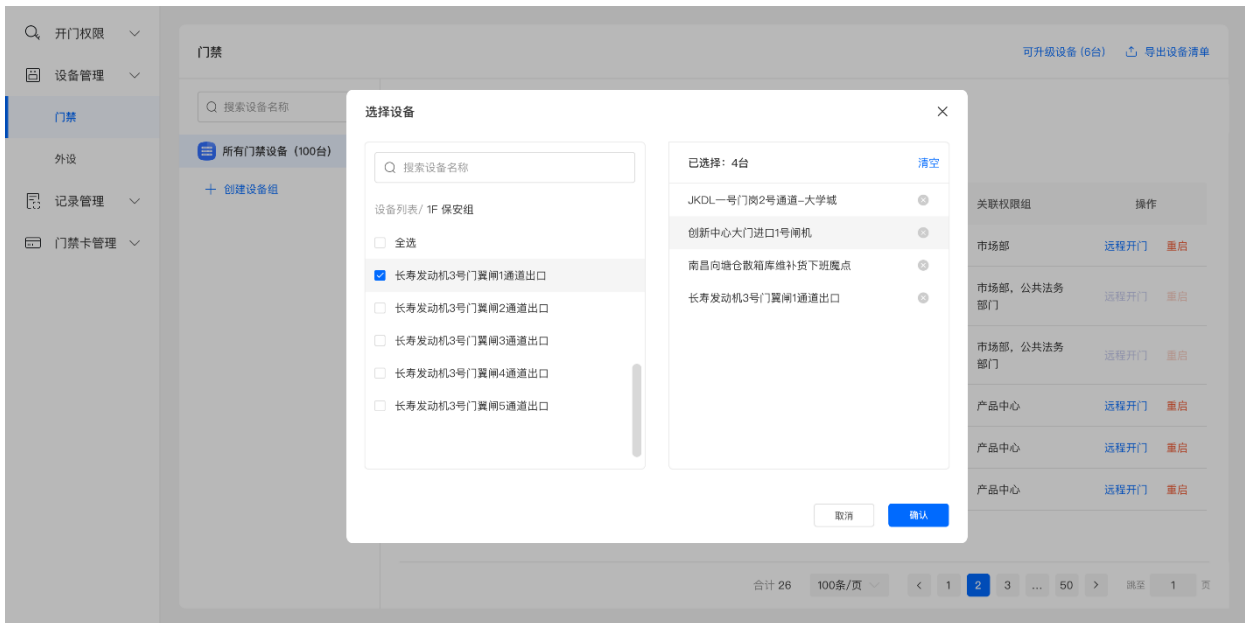 开门权限
设备管理
门禁
外设
记录管理
门禁卡管理
门禁
可升级设备 (6台)
导出设备清单
搜索设备名称
所有门禁设备（100台）
创建设备组
选择设备
搜索设备名称
设备列表/ 1F 保安组
全选
长寿发动机3号门翼闸1通道出口
长寿发动机3号门翼闸2通道出口
长寿发动机3号门翼闸3通道出口
长寿发动机3号门翼闸4通道出口
长寿发动机3号门翼闸5通道出口
已选择：4台
清空
JKDL一号门岗2号通道–大学城
创新中心大门进口1号闸机
南昌向塘仓散箱库维补货下班魔点
长寿发动机3号门翼闸1通道出口
取消
确认
关联权限组
操作
市场部
远程开门
重启
市场部，公共法务
部门
远程开门
重启
市场部，公共法务
部门
远程开门
重启
产品中心
远程开门
重启
产品中心
远程开门
重启
产品中心
远程开门
重启
合计 26
100条/页
< 1 2 3 ... 50 >
跳至 1 页